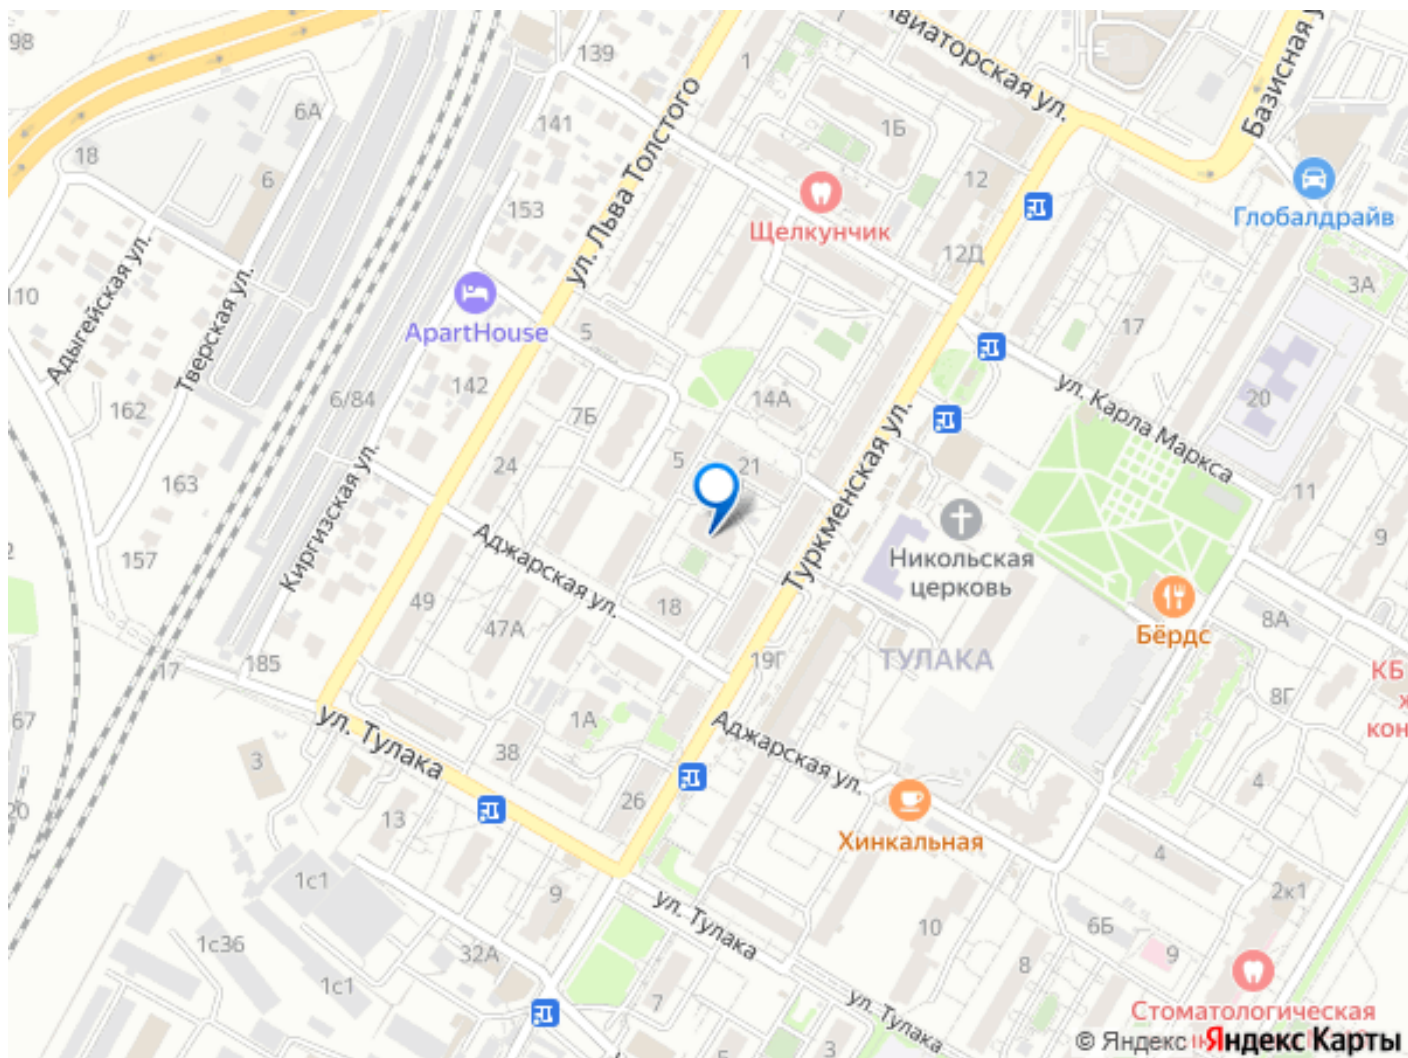 98
139
1
Авиаторская ул.
Базисная у
6А
141
1Б
18
6
ул. Льва Толстого
12
153
Щелкунчик
Глобалдрайв
12Д
110
Адыгейская ул.
Тверская ул.
3А
ApartHouse
5
17
142
6/84
14А
162
7Б
ул. Карла Маркса
20
Туркменская ул.
24
5
21
163
11
Киргизская ул.
9
157
Аджарская ул.
Никольская
церковь
49
18
47А
8А
Бёрдс
19Г
ТУЛАКА
17
185
КБ
ж
кон
8Г
67
1А
ул. Тулака
38
Аджарская ул.
3
4
20
26
13
Хинкальная
4
1с1
9
2к1
ул. Тулака
10
6Б
1с36
32А
8
9
1с1
7
ул. Тулака
Стоматологическая
3
© Яндекс Яндекс Карты